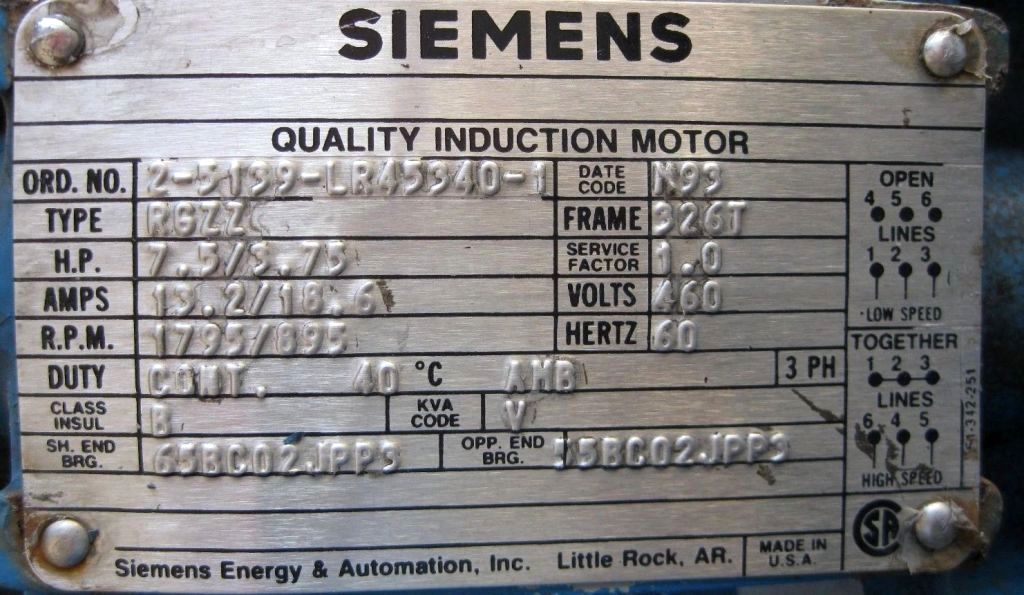 SIEMENS
QUALITY INDUCTION MOTOR
ORD. NO. 2-5139-LR45340-1 DATE CODE N93
TYPE RGZZ FRAME 326T
H.P. 7.5/3.75 SERVICE FACTOR 1.0
AMPS 13.2/18.6 VOLTS 460
R.P.M. 1795/895 HERTZ 60
DUTY CONT. 40 °C AMB 3 PH
CLASS INSUL B KVA CODE V
SH. END BRG. 65BC02JPP3 OPP. END BRG. 55BC02JPP3
OPEN
4 5 6
LINES
1 2 3
LOW SPEED
TOGETHER
1 2 3
LINES
6 4 5
HIGH SPEED
SA
Siemens Energy & Automation, Inc. Little Rock, AR. MADE IN U.S.A.